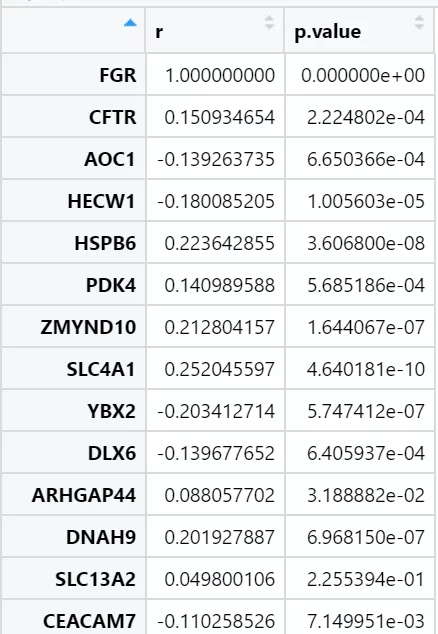 r p.value
FGR 1.000000000 0.000000e+00
CFTR 0.150934654 2.224802e-04
AOC1 -0.139263735 6.650366e-04
HECW1 -0.180085205 1.005603e-05
HSPB6 0.223642855 3.606800e-08
PDK4 0.140989588 5.685186e-04
ZMYND10 0.212804157 1.644067e-07
SLC4A1 0.252045597 4.640181e-10
YBX2 -0.203412714 5.747412e-07
DLX6 -0.139677652 6.405937e-04
ARHGAP44 0.088057702 3.188882e-02
DNAH9 0.201927887 6.968150e-07
SLC13A2 0.049800106 2.255394e-01
CEACAM7 -0.110258526 7.149951e-03